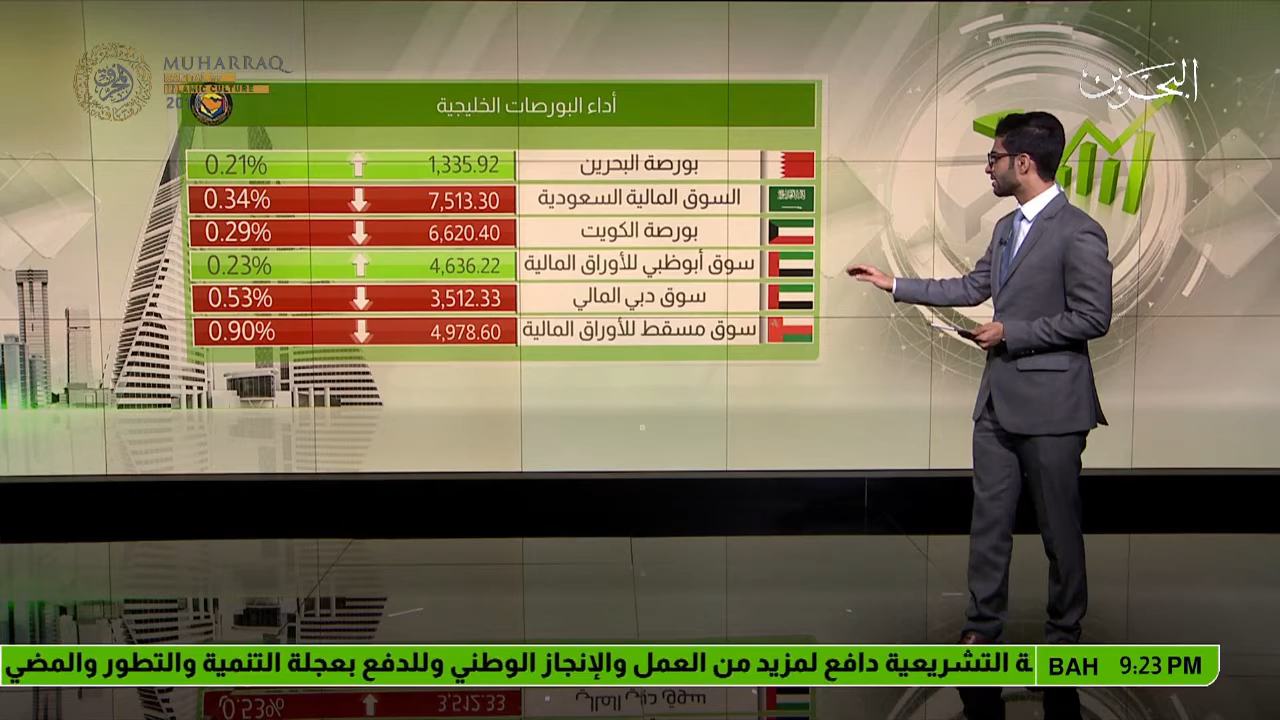 MUHARRAQ
ISLAMIC CULTURE
البحرين
أداء البورصات الخليجية
بورصة البحرين 1,335.92 0.21%
السوق المالية السعودية 7,513.30 0.34%
بورصة الكويت 6,620.40 0.29%
سوق أبوظبي للأوراق المالية 4,636.22 0.23%
سوق دبي المالي 3,512.33 0.53%
سوق مسقط للأوراق المالية 4,978.60 0.90%
التشريعية دافع لمزيد من العمل والإنجاز الوطني وللدفع بعجلة التنمية والتطور والمضي
BAH 9:23 PM